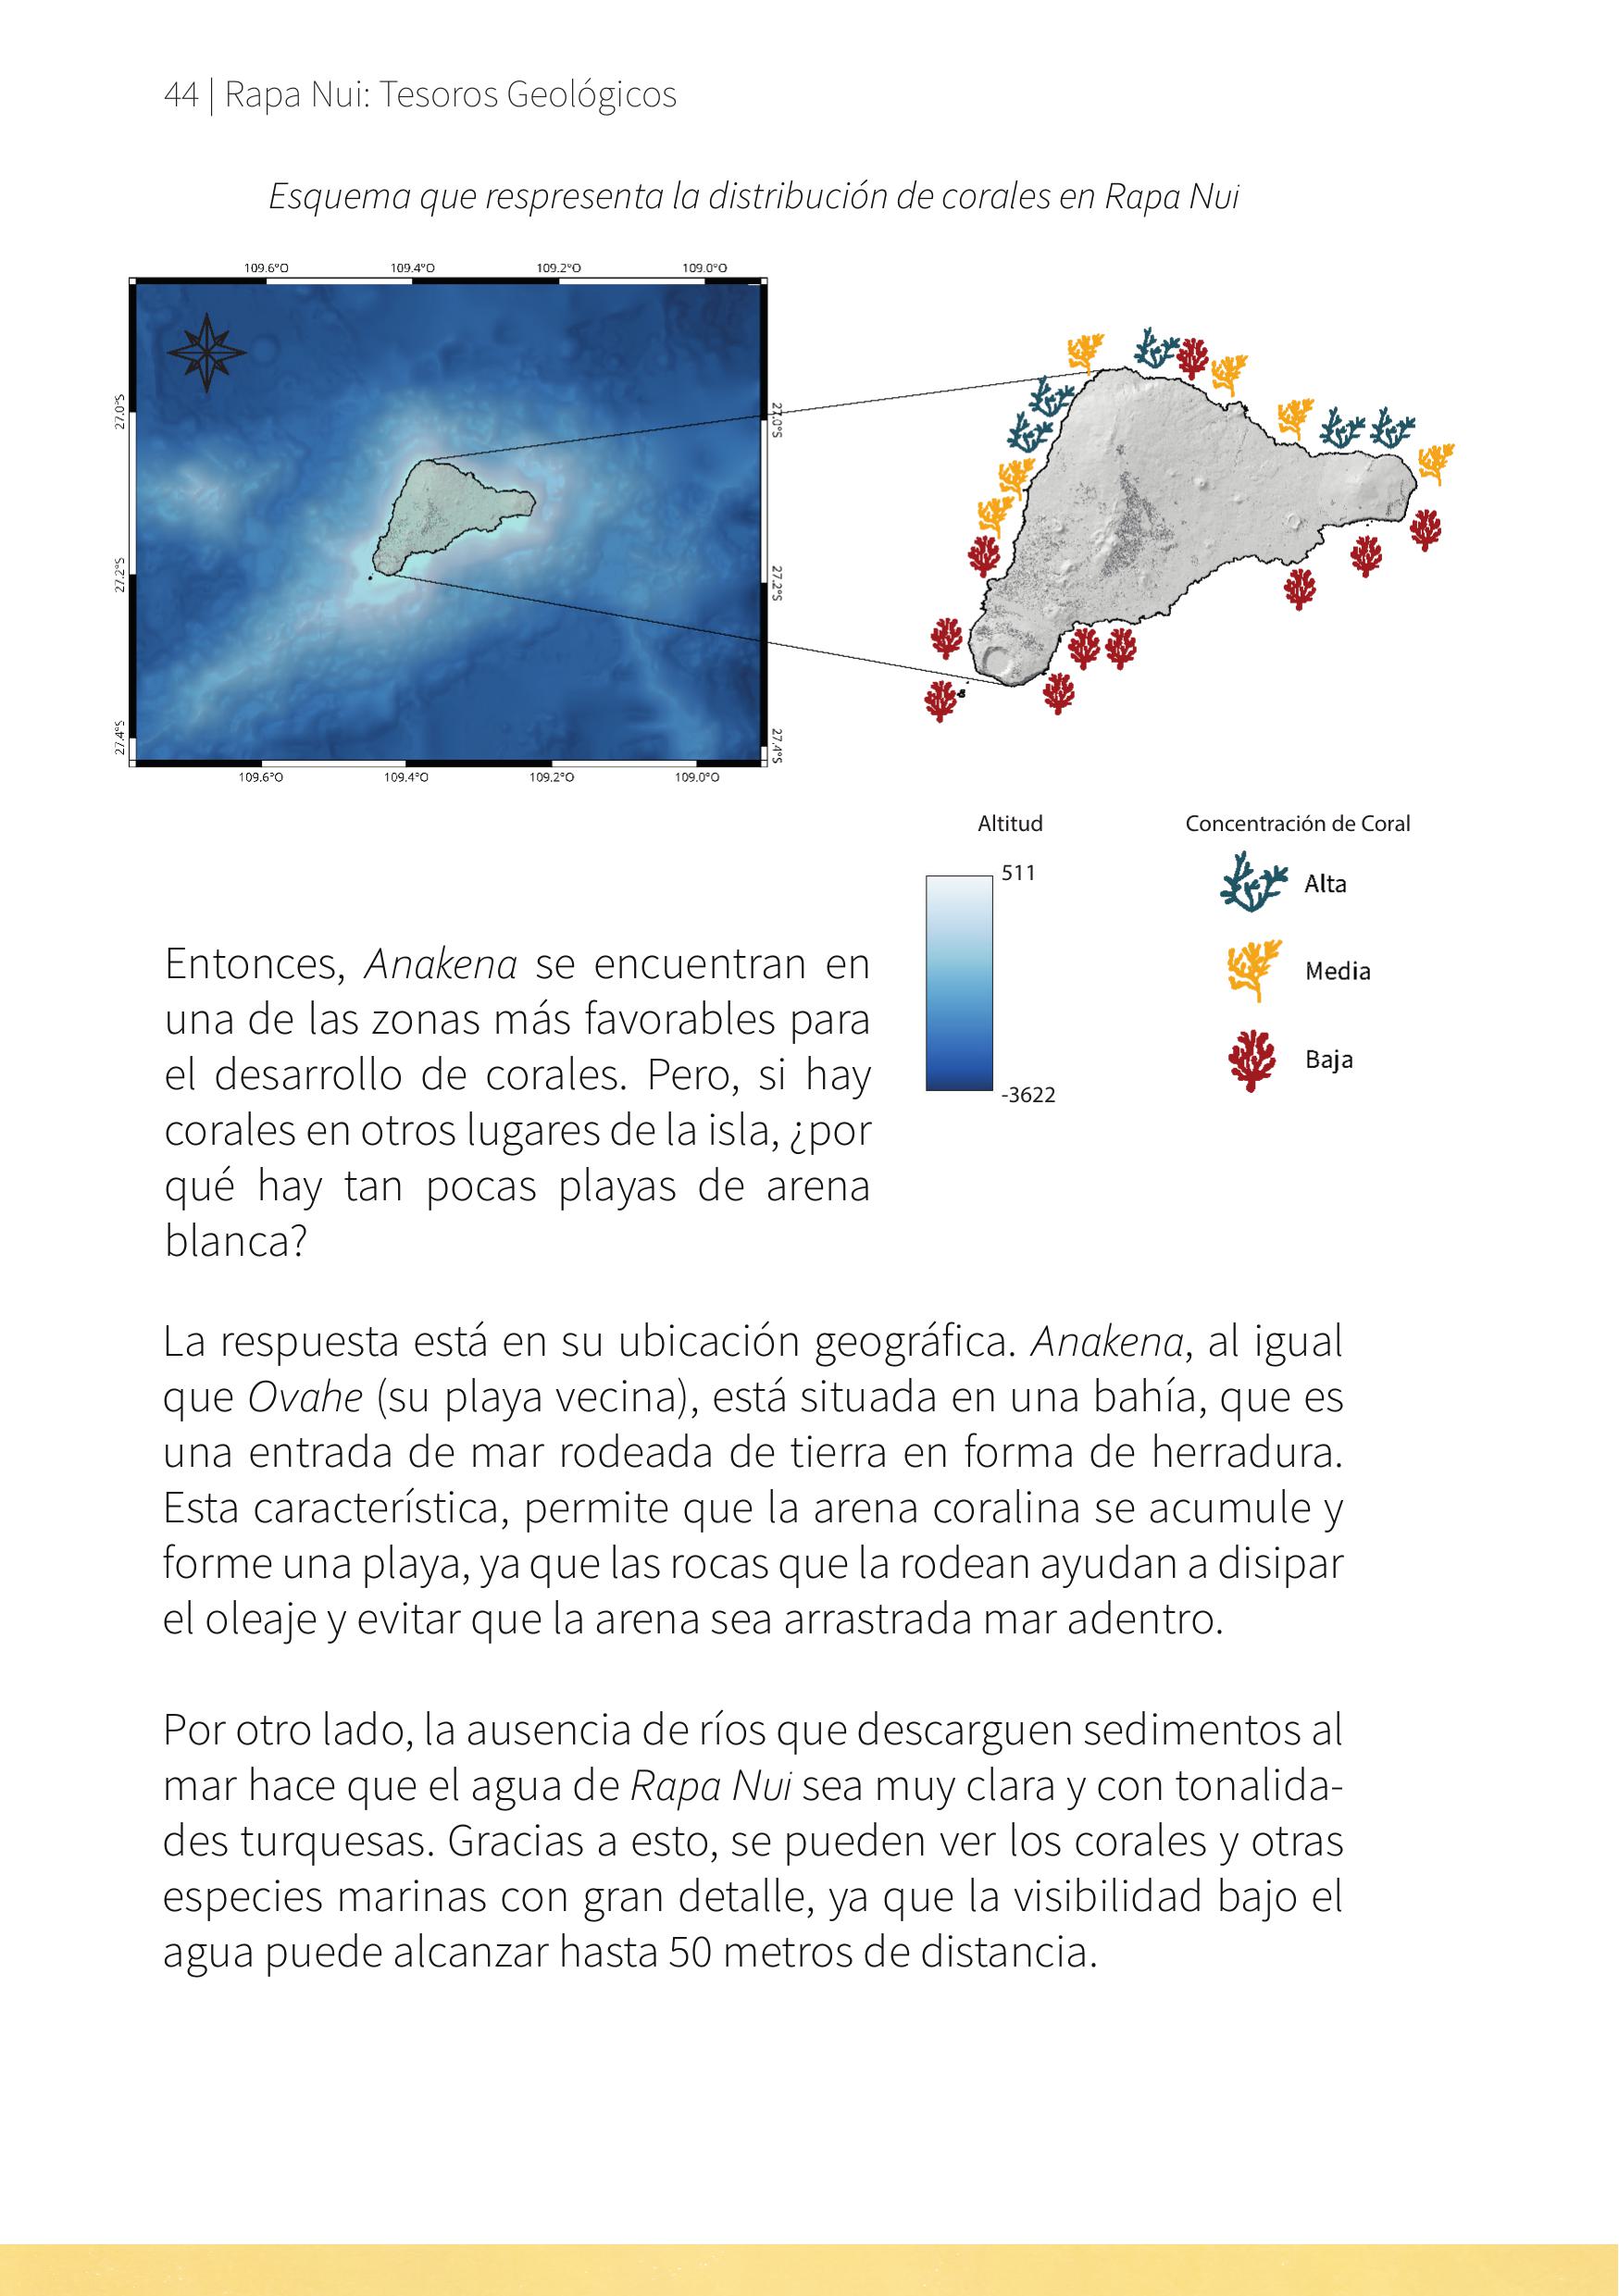 44 | Rapa Nui: Tesoros Geológicos
Esquema que respresenta la distribución de corales en Rapa Nui
109.6°O 109.4°O 109.2°O 109.0°O
27.0°S
27.0°S
27.2°S
27.2°S
27.4°S
27.4°S
109.6°O 109.4°O 109.2°O 109.0°O
Altitud
511
-3622
Concentración de Coral
Alta
Media
Baja
Entonces, Anakena se encuentran en
una de las zonas más favorables para
el desarrollo de corales. Pero, si hay
corales en otros lugares de la isla, ¿por
qué hay tan pocas playas de arena
blanca?
La respuesta está en su ubicación geográfica. Anakena, al igual
que Ovahe (su playa vecina), está situada en una bahía, que es
una entrada de mar rodeada de tierra en forma de herradura.
Esta característica, permite que la arena coralina se acumule y
forme una playa, ya que las rocas que la rodean ayudan a disipar
el oleaje y evitar que la arena sea arrastrada mar adentro.
Por otro lado, la ausencia de ríos que descarguen sedimentos al
mar hace que el agua de Rapa Nui sea muy clara y con tonalida-
des turquesas. Gracias a esto, se pueden ver los corales y otras
especies marinas con gran detalle, ya que la visibilidad bajo el
agua puede alcanzar hasta 50 metros de distancia.